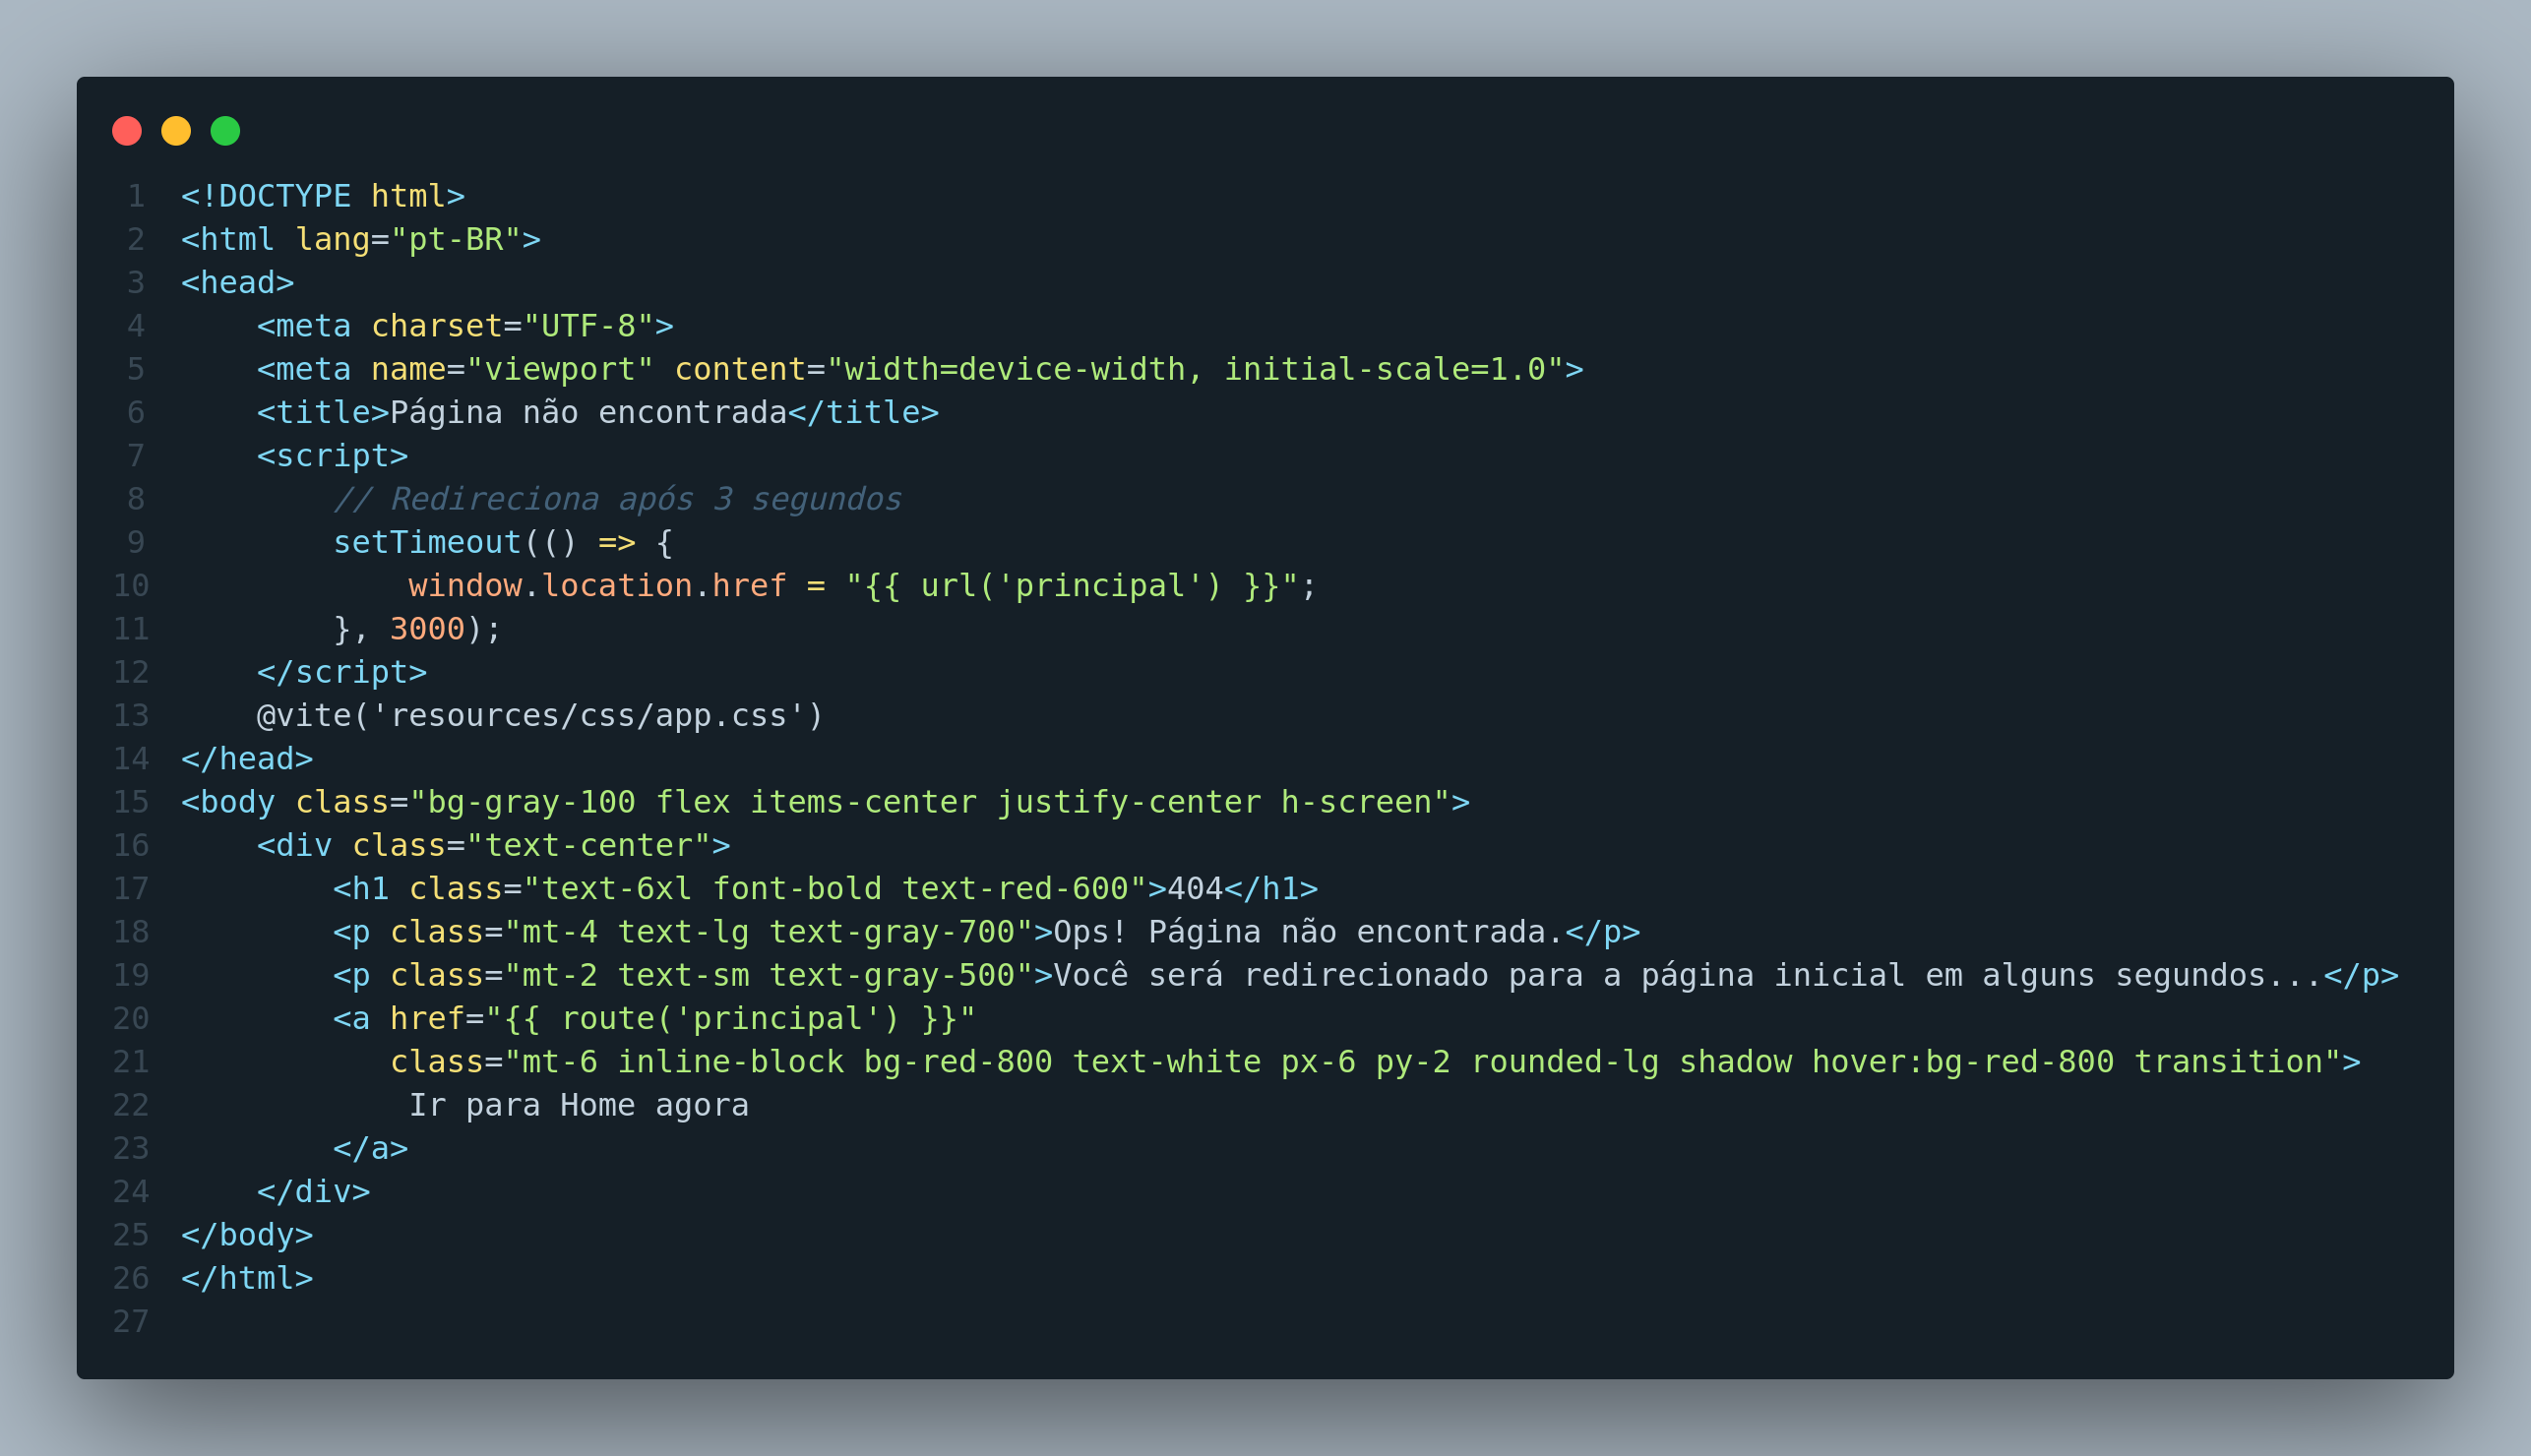 1 <!DOCTYPE html>
2 <html lang="pt-BR">
3 <head>
4     <meta charset="UTF-8">
5     <meta name="viewport" content="width=device-width, initial-scale=1.0">
6     <title>Página não encontrada</title>
7     <script>
8         // Redireciona após 3 segundos
9         setTimeout(() => {
10             window.location.href = "{{ url('principal') }}";
11         }, 3000);
12     </script>
13     @vite('resources/css/app.css')
14 </head>
15 <body class="bg-gray-100 flex items-center justify-center h-screen">
16     <div class="text-center">
17         <h1 class="text-6xl font-bold text-red-600">404</h1>
18         <p class="mt-4 text-lg text-gray-700">Ops! Página não encontrada.</p>
19         <p class="mt-2 text-sm text-gray-500">Você será redirecionado para a página inicial em alguns segundos...</p>
20         <a href="{{ route('principal') }}"
21            class="mt-6 inline-block bg-red-800 text-white px-6 py-2 rounded-lg shadow hover:bg-red-800 transition">
22             Ir para Home agora
23         </a>
24     </div>
25 </body>
26 </html>
27